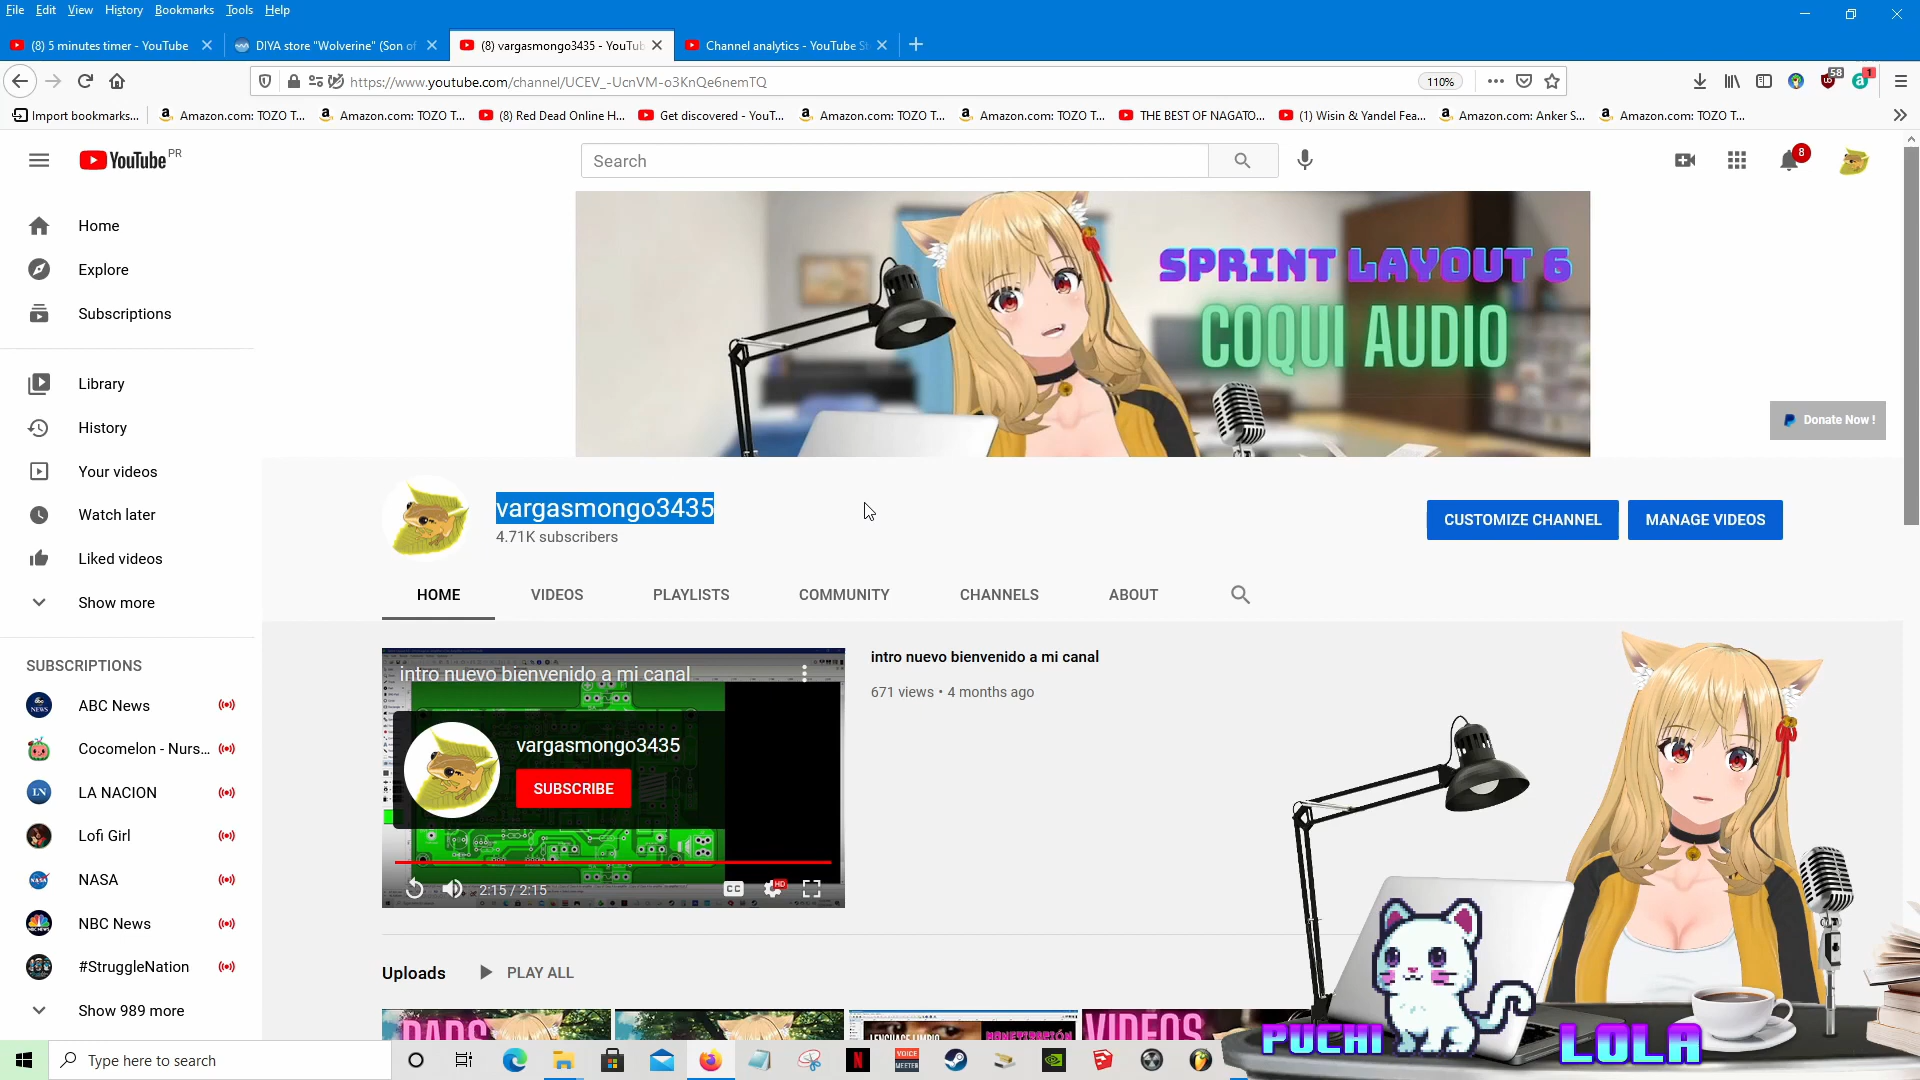 File Edit View History Bookmarks Tools Help
(8) 5 minutes timer - YouTube
DIYA store "Wolverine" (Son of
(8) vargasmongo3435 - YouTub
Channel analytics - YouTube St
https://www.youtube.com/channel/UCEV_-UcnVM-o3KnQe6nemTQ
110%
58
1
Import bookmarks...
Amazon.com: TOZO T...
Amazon.com: TOZO T...
(8) Red Dead Online H...
Get discovered - YouT...
Amazon.com: TOZO T...
Amazon.com: TOZO T...
THE BEST OF NAGATO...
(1) Wisin & Yandel Fea...
Amazon.com: Anker S...
Amazon.com: TOZO T...
YouTube PR
Search
8
Home
Explore
Subscriptions
Library
History
Your videos
Watch later
Liked videos
Show more
SUBSCRIPTIONS
ABC News
Cocomelon - Nurs...
LA NACION
Lofi Girl
NASA
NBC News
#StruggleNation
Show 989 more
SPRINT LAYOUT 6
COQUI AUDIO
Donate Now !
vargasmongo3435
4.71K subscribers
CUSTOMIZE CHANNEL
MANAGE VIDEOS
HOME VIDEOS PLAYLISTS COMMUNITY CHANNELS ABOUT
intro nuevo bienvenido a mi canal
vargasmongo3435
SUBSCRIBE
2:15 / 2:15
CC
HD
intro nuevo bienvenido a mi canal
671 views • 4 months ago
Uploads
PLAY ALL
VIDEOS
PUCHI
LOLA
Type here to search
VOICE
MEETER